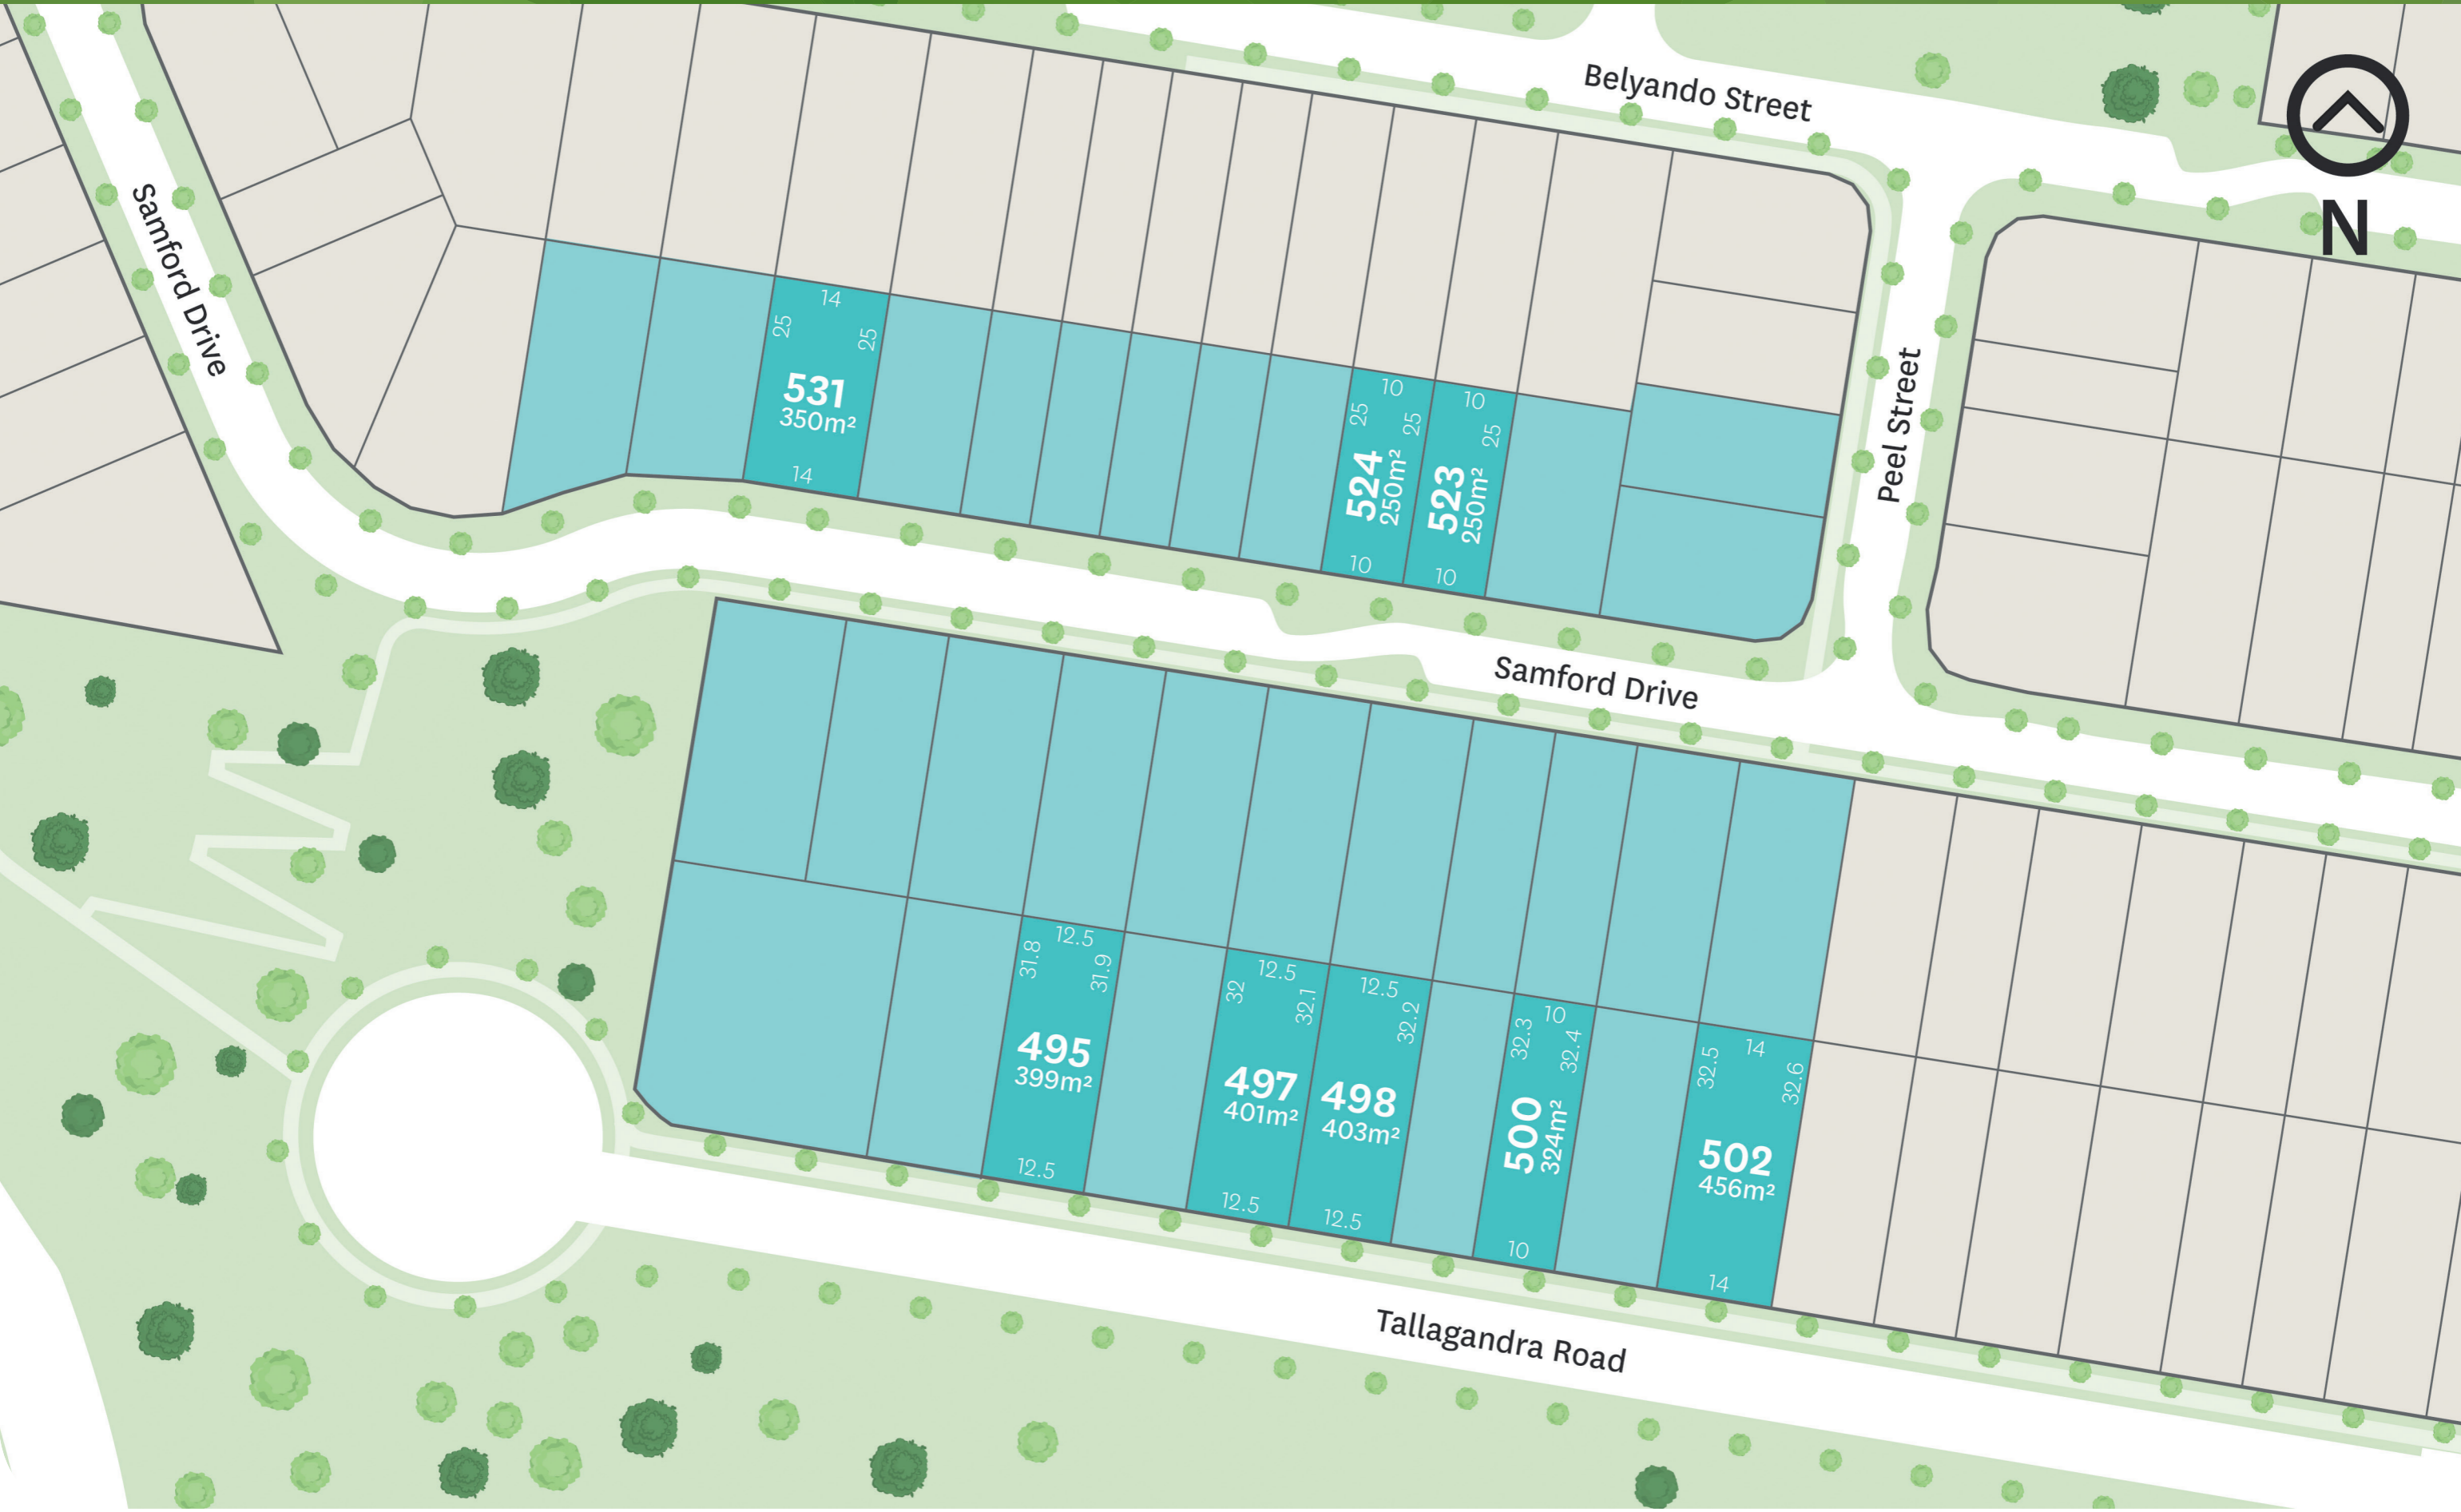 Belyando Street
N
Samford Drive
Peel Street
14
25
25
531
350m²
14
10
25
25
524
250m²
10
10
25
523
250m²
10
Samford Drive
12.5
31.8
31.9
495
399m²
12.5
12.5
32
32.1
497
401m²
12.5
12.5
32.2
498
403m²
12.5
10
32.3
32.4
500
324m²
10
14
32.5
32.6
502
456m²
14
Tallagandra Road